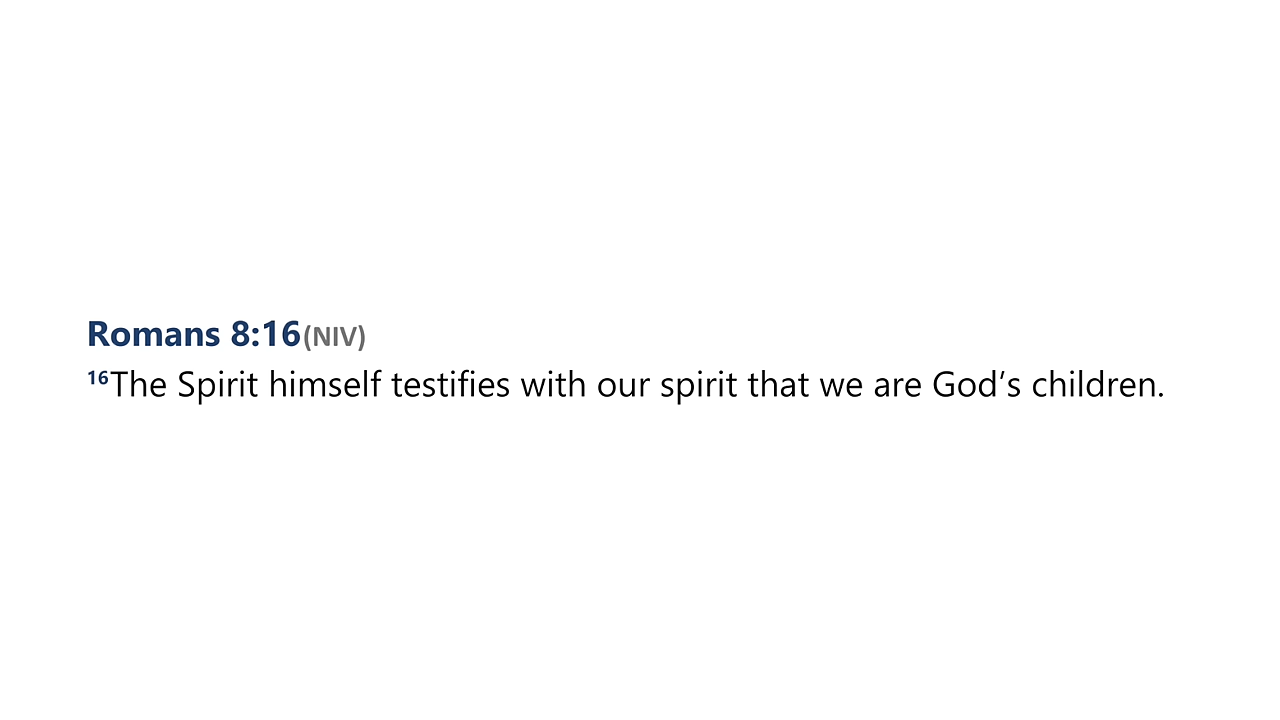 Romans 8:16(NIV)
16The Spirit himself testifies with our spirit that we are God’s children.